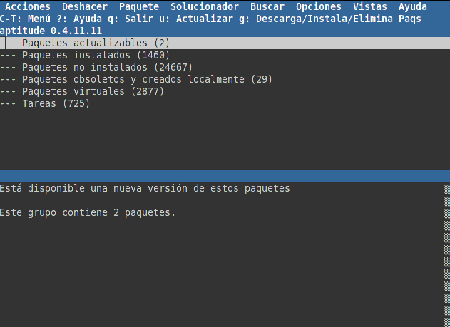 Acciones Deshacer Paquete Solucionador Buscar Opciones Vistas Ayuda
C-T: Menú ?: Ayuda q: Salir u: Actualizar g: Descarga/Instala/Elimina Paqs
aptitude 0.4.11.11
Paquetes actualizables (2)
--- Paquetes instalados (1460)
--- Paquetes no instalados (24667)
--- Paquetes obsoletos y creados localmente (29)
--- Paquetes virtuales (2877)
--- Tareas (725)
Está disponible una nueva versión de estos paquetes
Este grupo contiene 2 paquetes.